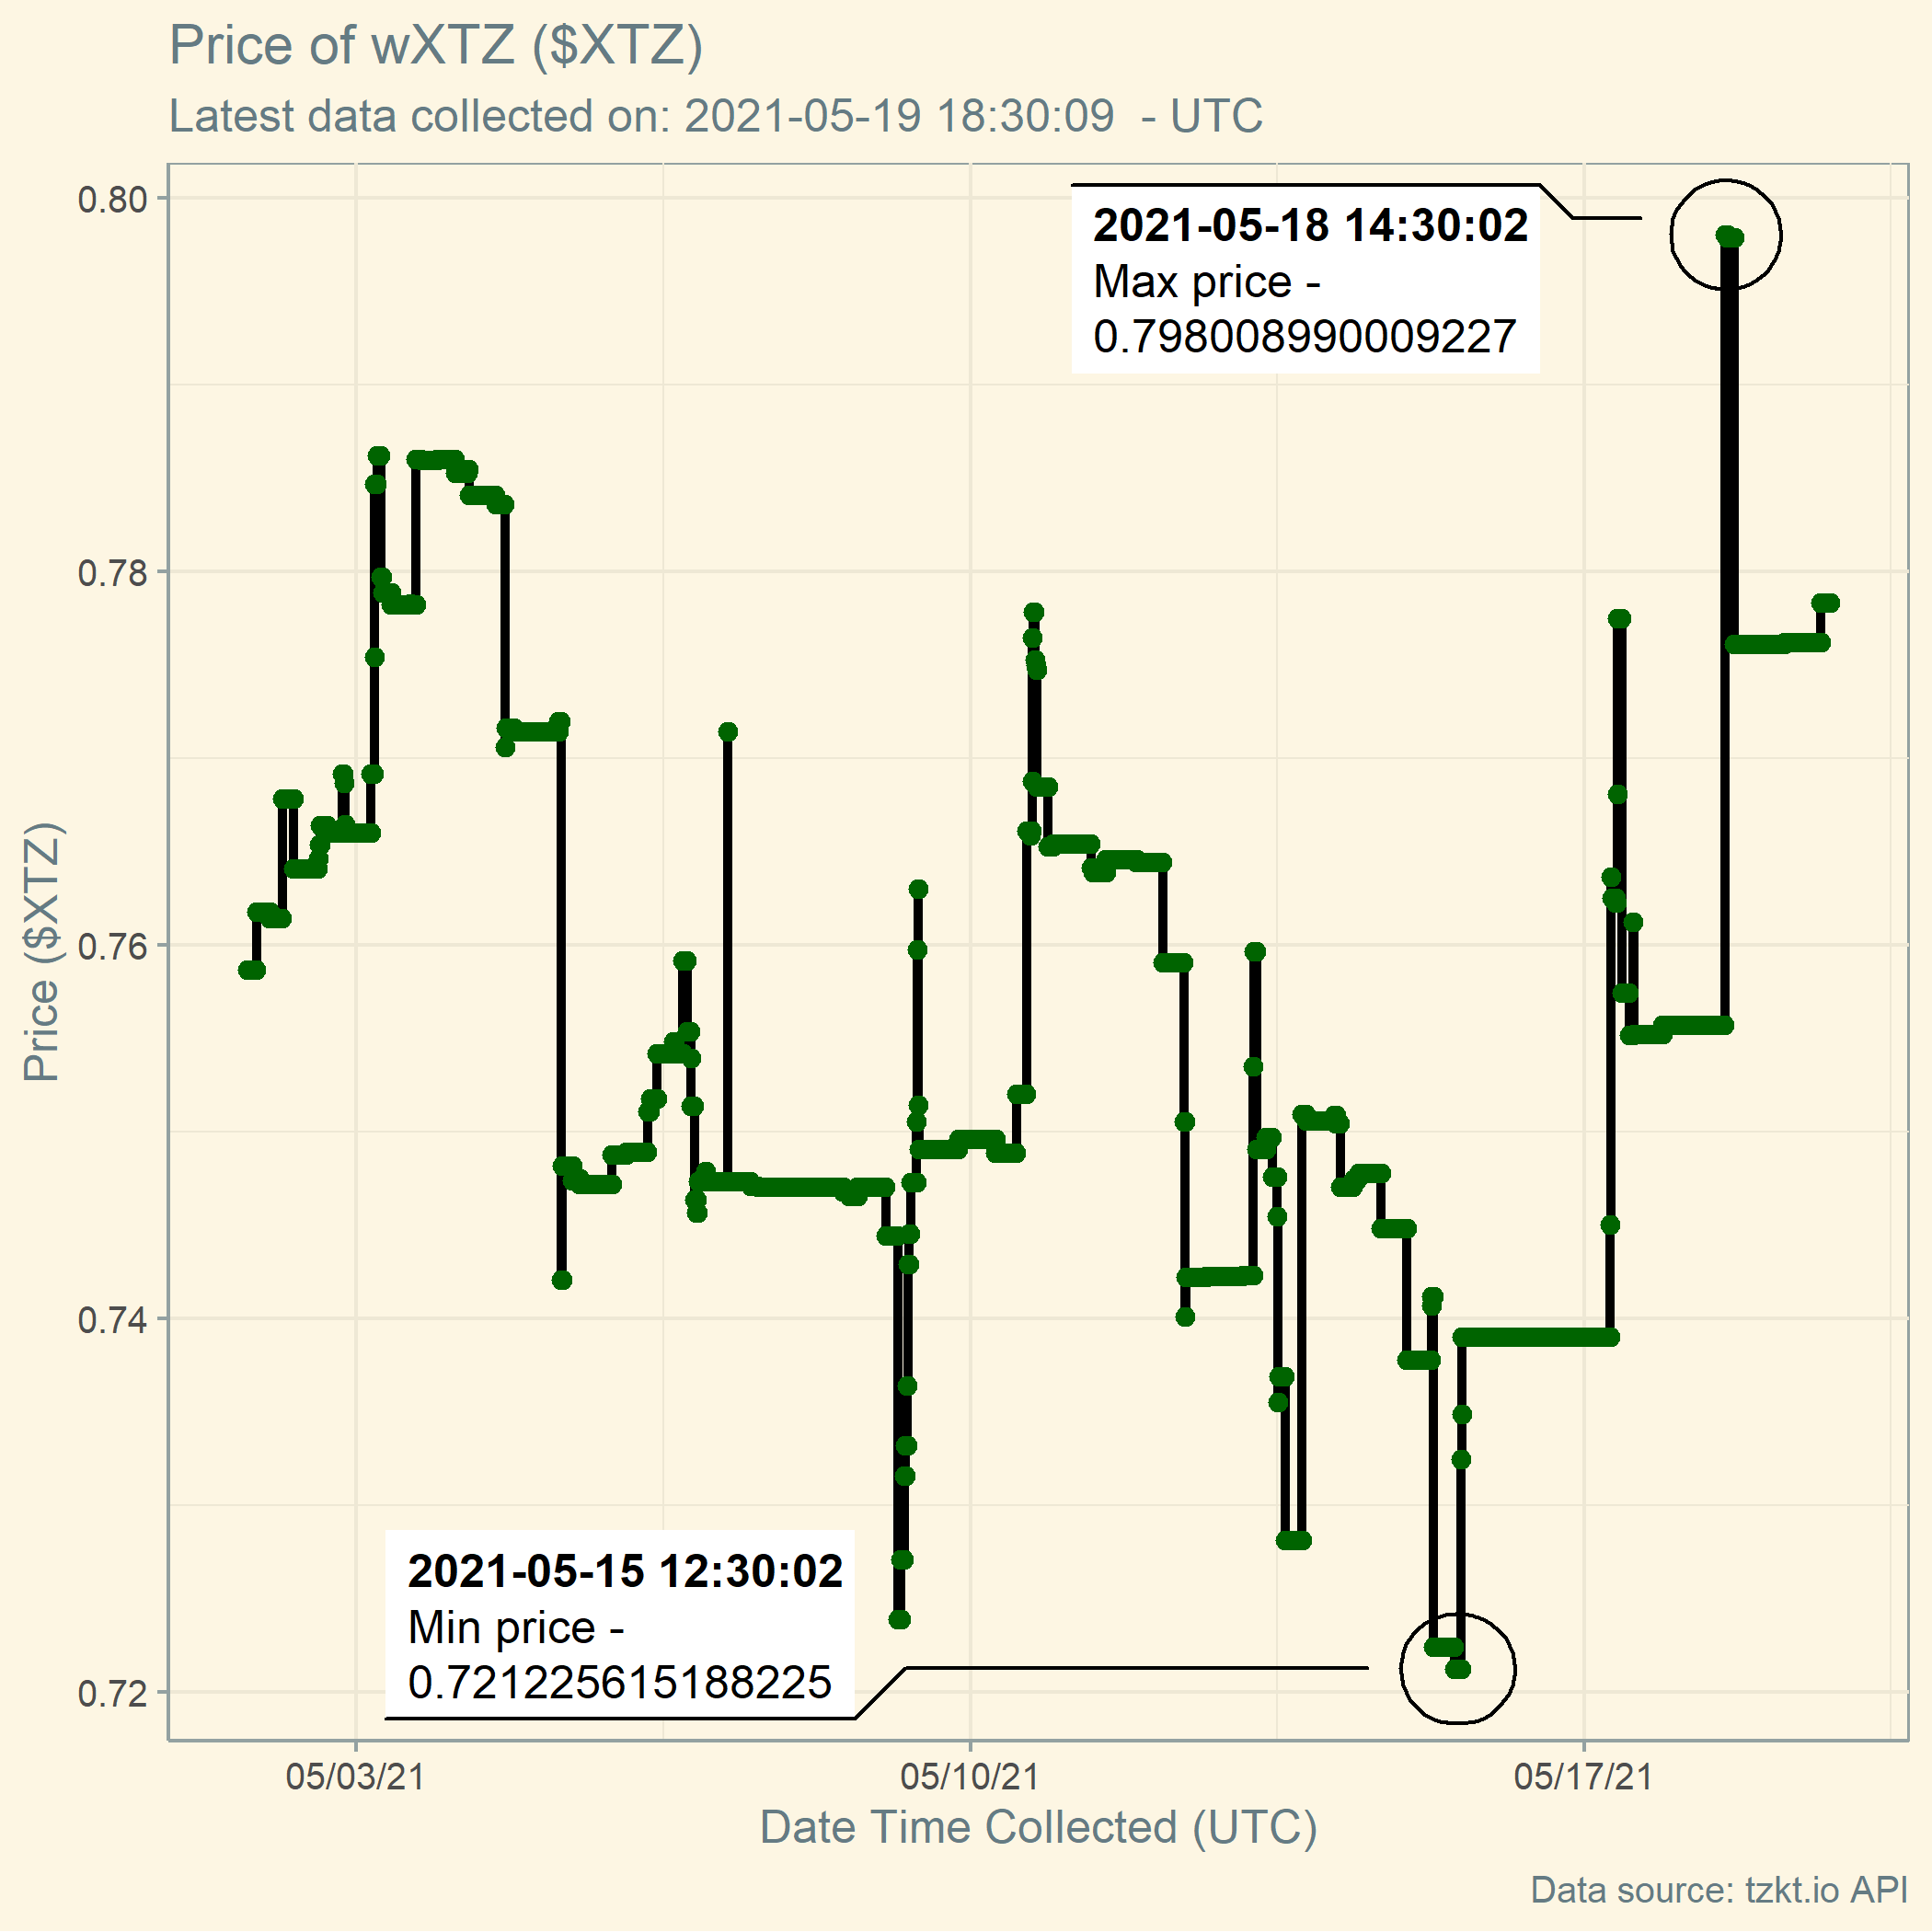 Price of wXTZ ($XTZ)
Latest data collected on: 2021-05-19 18:30:09  - UTC
Price ($XTZ)
0.80
0.78
0.76
0.74
0.72
2021-05-18 14:30:02
Max price -
0.798008990009227
2021-05-15 12:30:02
Min price -
0.721225615188225
05/03/21
05/10/21
05/17/21
Date Time Collected (UTC)
Data source: tzkt.io API